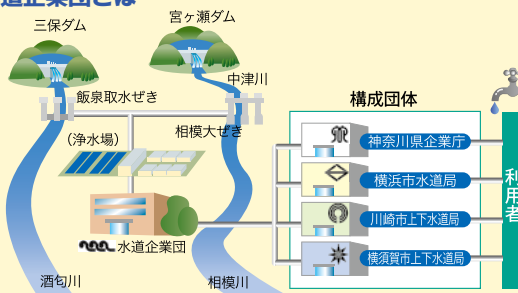 道企業団とは
三保ダム
宮ヶ瀬ダム
中津川
飯泉取水ぜき
相模大ぜき
(浄水場)
水道企業団
酒匂川
相模川
構成団体
神奈川県企業庁
横浜市水道局
川崎市上下水道局
横須賀市上下水道局
利用者